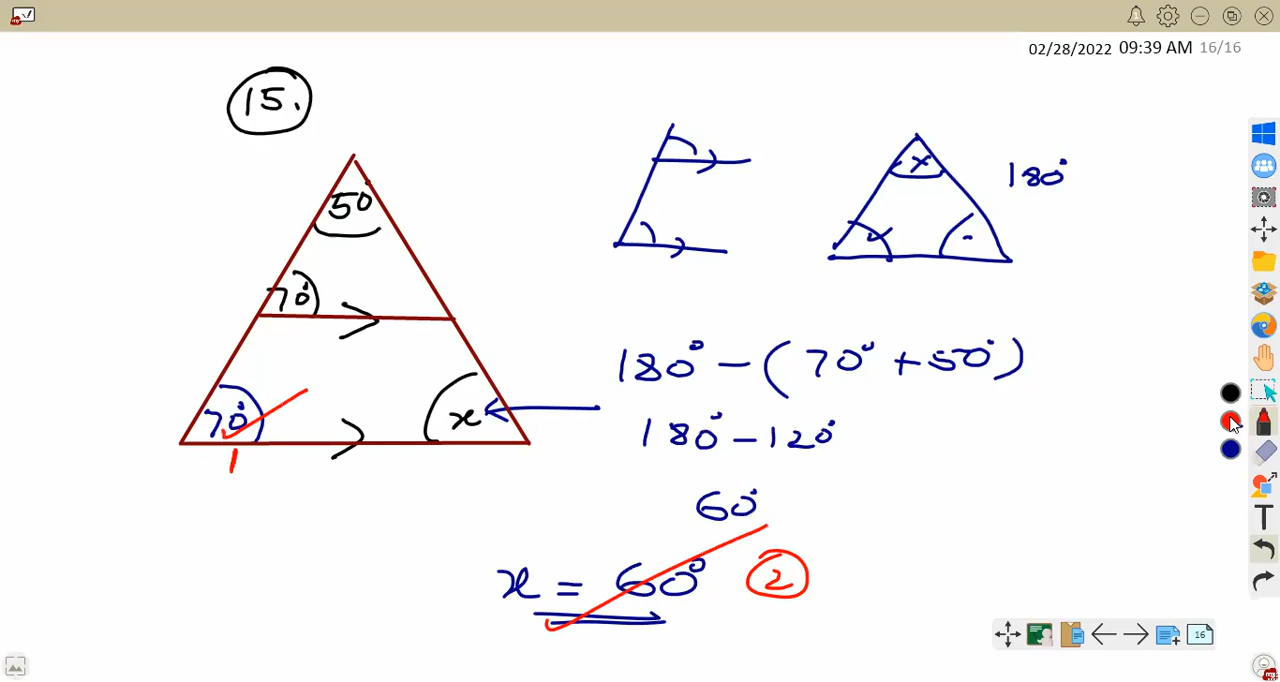 02/28/2022 09:39 AM 16/16
15.
50
70°
70°
x
1
x
180°
180° - (70° + 50°)
180° - 120°
60°
x = 60°
2
T
16